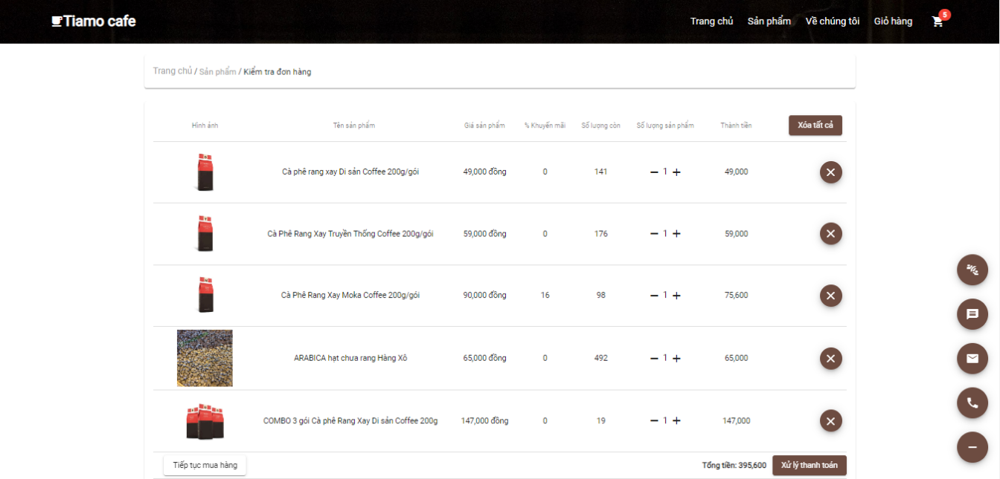 Tiamo cafe
Trang chủ Sản phẩm Về chúng tôi Giỏ hàng 5
Trang chủ / Sản phẩm / Kiểm tra đơn hàng
Hình ảnh Tên sản phẩm Giá sản phẩm % Khuyến mãi Số lượng còn Số lượng sản phẩm Thành tiền Xóa tất cả
Cà phê rang xay Di sản Coffee 200g/gói 49,000 đồng 0 141 1 49,000
Cà Phê Rang Xay Truyền Thống Coffee 200g/gói 59,000 đồng 0 176 1 59,000
Cà Phê Rang Xay Moka Coffee 200g/gói 90,000 đồng 16 98 1 75,600
ARABICA hạt chưa rang Hàng Xô 65,000 đồng 0 492 1 65,000
COMBO 3 gói Cà phê Rang Xay Di sản Coffee 200g 147,000 đồng 0 19 1 147,000
Tiếp tục mua hàng Tổng tiền: 395,600 Xử lý thanh toán